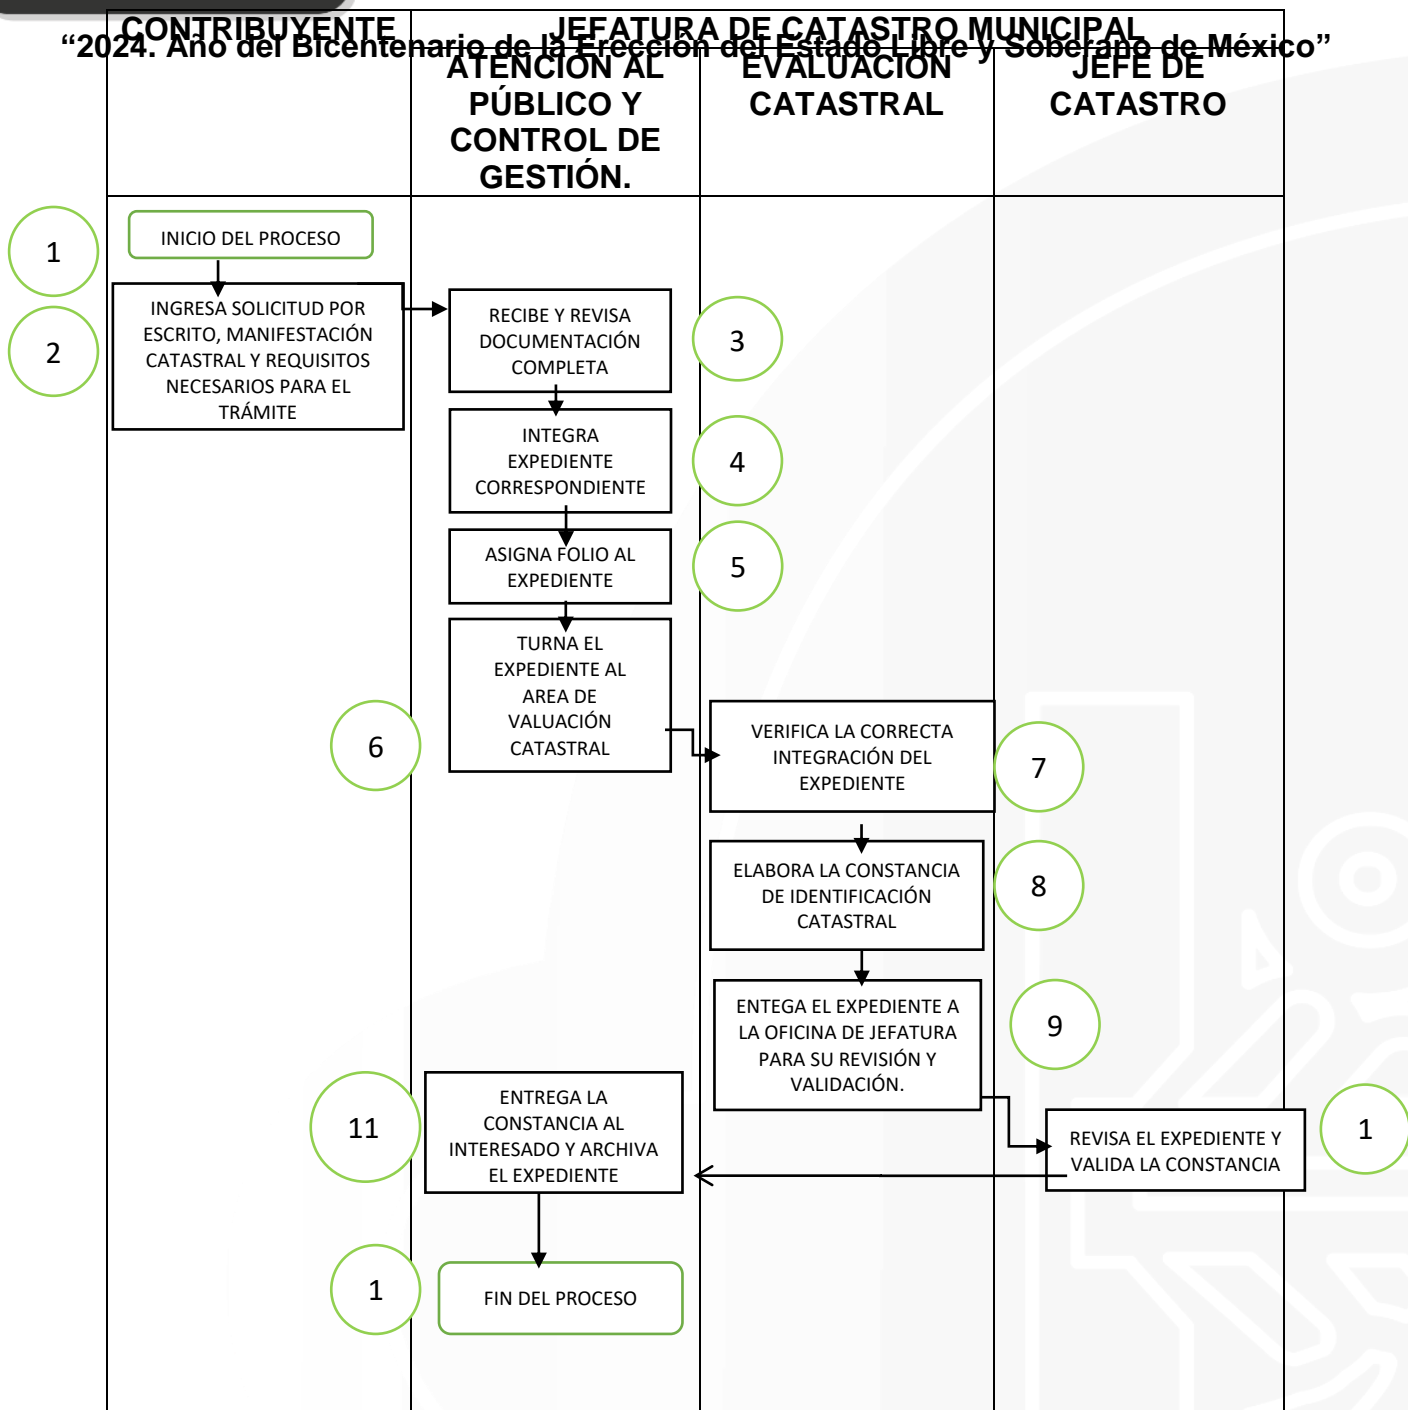 CONTRIBUYENTE
JEFATURA DE CATASTRO MUNICIPAL
“2024. Año del Bicentenario de la Erección del Estado Libre y Soberano de México”
ATENCIÓN AL
PÚBLICO Y
CONTROL DE
GESTIÓN.
EVALUACIÓN
CATASTRAL
JEFE DE
CATASTRO
1
INICIO DEL PROCESO
2
INGRESA SOLICITUD POR
ESCRITO, MANIFESTACIÓN
CATASTRAL Y REQUISITOS
NECESARIOS PARA EL
TRÁMITE
RECIBE Y REVISA
DOCUMENTACIÓN
COMPLETA
3
INTEGRA
EXPEDIENTE
CORRESPONDIENTE
4
ASIGNA FOLIO AL
EXPEDIENTE
5
TURNA EL
EXPEDIENTE AL
AREA DE
VALUACIÓN
CATASTRAL
6
VERIFICA LA CORRECTA
INTEGRACIÓN DEL
EXPEDIENTE
7
ELABORA LA CONSTANCIA
DE IDENTIFICACIÓN
CATASTRAL
8
ENTEGA EL EXPEDIENTE A
LA OFICINA DE JEFATURA
PARA SU REVISIÓN Y
VALIDACIÓN.
9
REVISA EL EXPEDIENTE Y
VALIDA LA CONSTANCIA
1
11
ENTREGA LA
CONSTANCIA AL
INTERESADO Y ARCHIVA
EL EXPEDIENTE
1
FIN DEL PROCESO